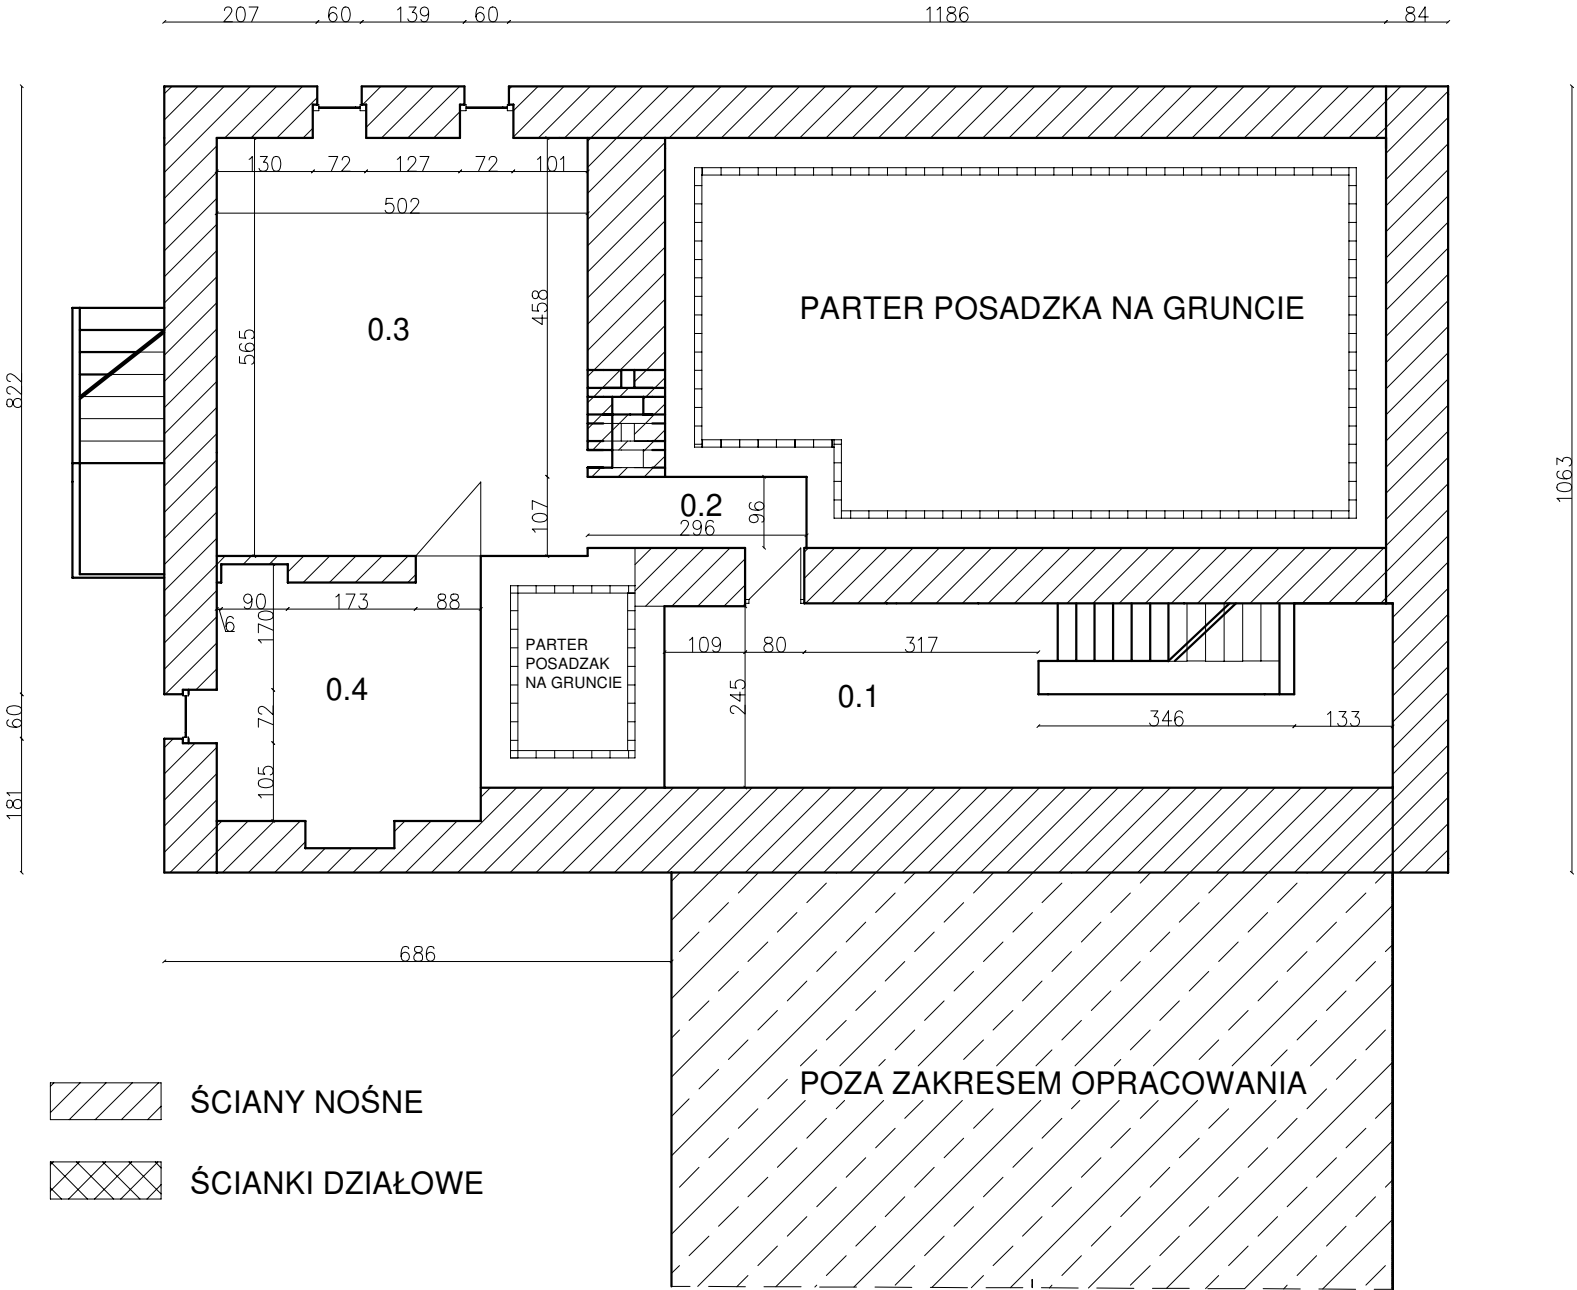 207 60 139 60 1186 84
130 72 127 72 101
502
PARTER POSADZKA NA GRUNCIE
458
0.3
565
822
1063
0.2
107
96
296
90 173 88
6
170
PARTER
POSADZAK
NA GRUNCIE
109 80 317
0.4
245
0.1
72
60
346 133
105
181
686
POZA ZAKRESEM OPRACOWANIA
ŚCIANY NOŚNE
ŚCIANKI DZIAŁOWE